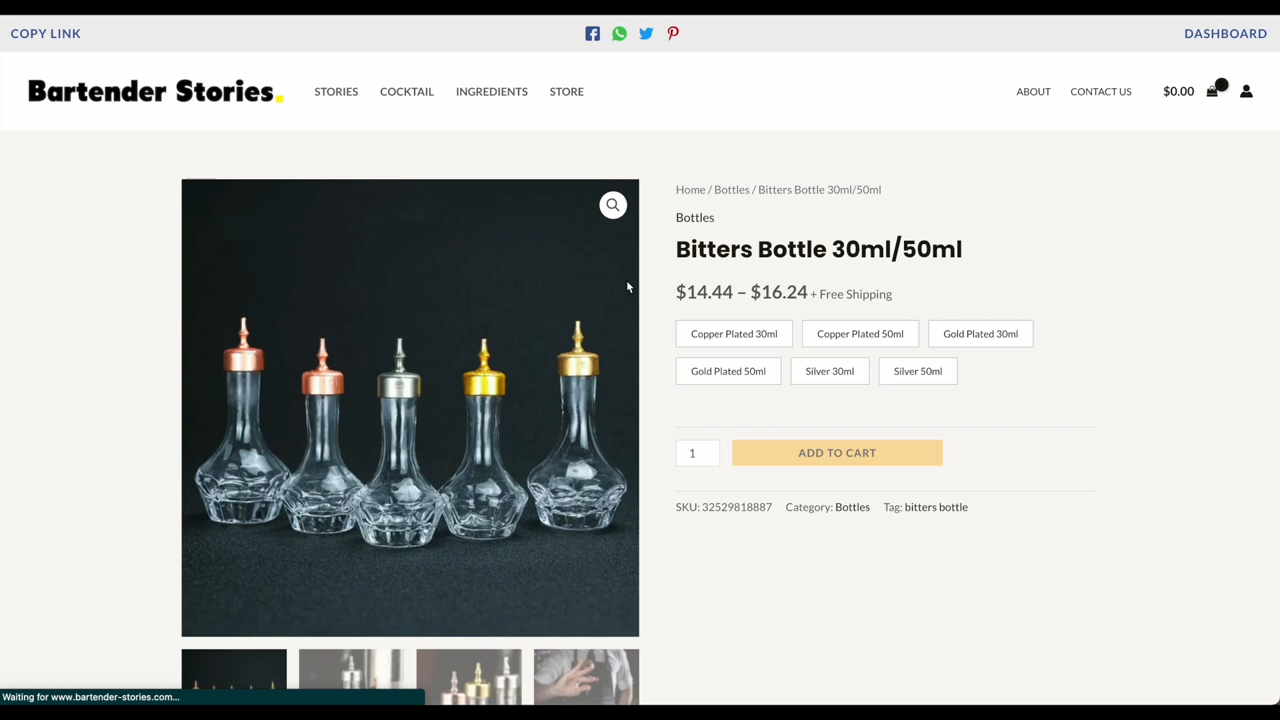 COPY LINK
DASHBOARD
Bartender Stories.
STORIES
COCKTAIL
INGREDIENTS
STORE
ABOUT
CONTACT US
$0.00
Home / Bottles / Bitters Bottle 30ml/50ml
Bottles
Bitters Bottle 30ml/50ml
$14.44 – $16.24 + Free Shipping
Copper Plated 30ml
Copper Plated 50ml
Gold Plated 30ml
Gold Plated 50ml
Silver 30ml
Silver 50ml
1
ADD TO CART
SKU: 32529818887 Category: Bottles Tag: bitters bottle
Waiting for www.bartender-stories.com...